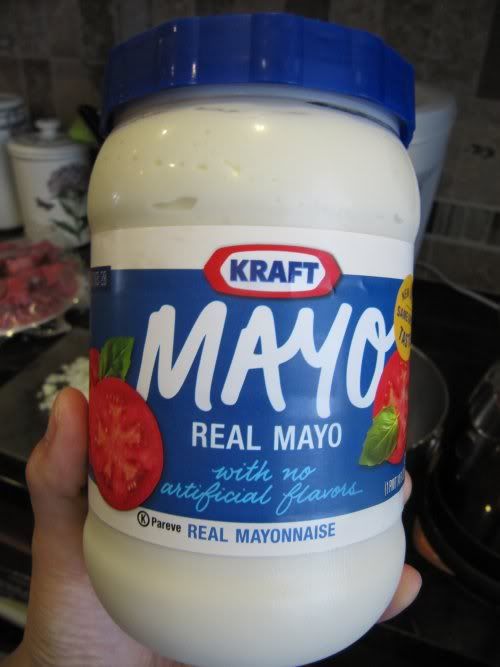 KRAFT
MAYO
REAL MAYO
with no
artificial flavors
K Pareve REAL MAYONNAISE